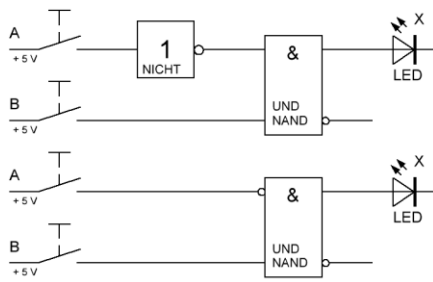 A
+ 5 V
1
NICHT
&
X
LED
B
+ 5 V
UND
NAND
A
+ 5 V
&
X
LED
B
+ 5 V
UND
NAND